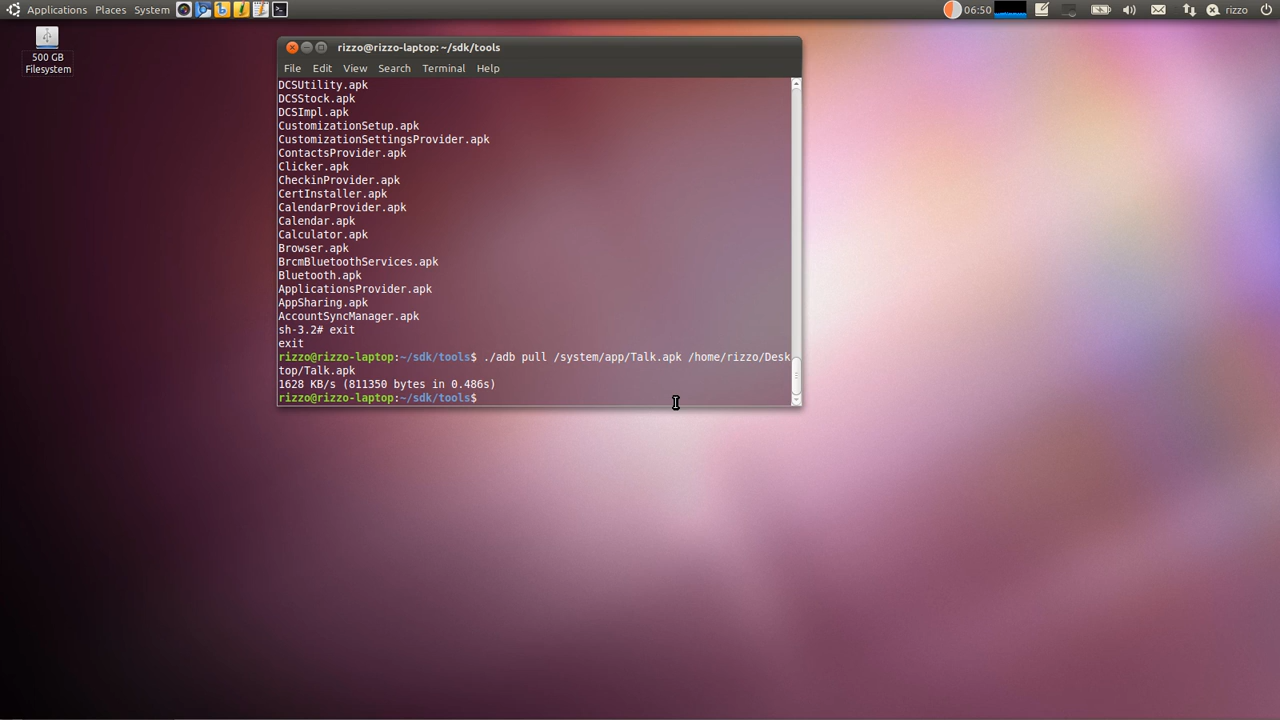 Applications Places System
06:50
rizzo
500 GB
Filesystem
rizzo@rizzo-laptop: ~/sdk/tools
File Edit View Search Terminal Help
DCSUtility.apk
DCSStock.apk
DCSImpl.apk
CustomizationSetup.apk
CustomizationSettingsProvider.apk
ContactsProvider.apk
Clicker.apk
CheckinProvider.apk
CertInstaller.apk
CalendarProvider.apk
Calendar.apk
Calculator.apk
Browser.apk
BrcmBluetoothServices.apk
Bluetooth.apk
ApplicationsProvider.apk
AppSharing.apk
AccountSyncManager.apk
sh-3.2# exit
exit
rizzo@rizzo-laptop:~/sdk/tools$ ./adb pull /system/app/Talk.apk /home/rizzo/Desk
top/Talk.apk
1628 KB/s (811350 bytes in 0.486s)
rizzo@rizzo-laptop:~/sdk/tools$